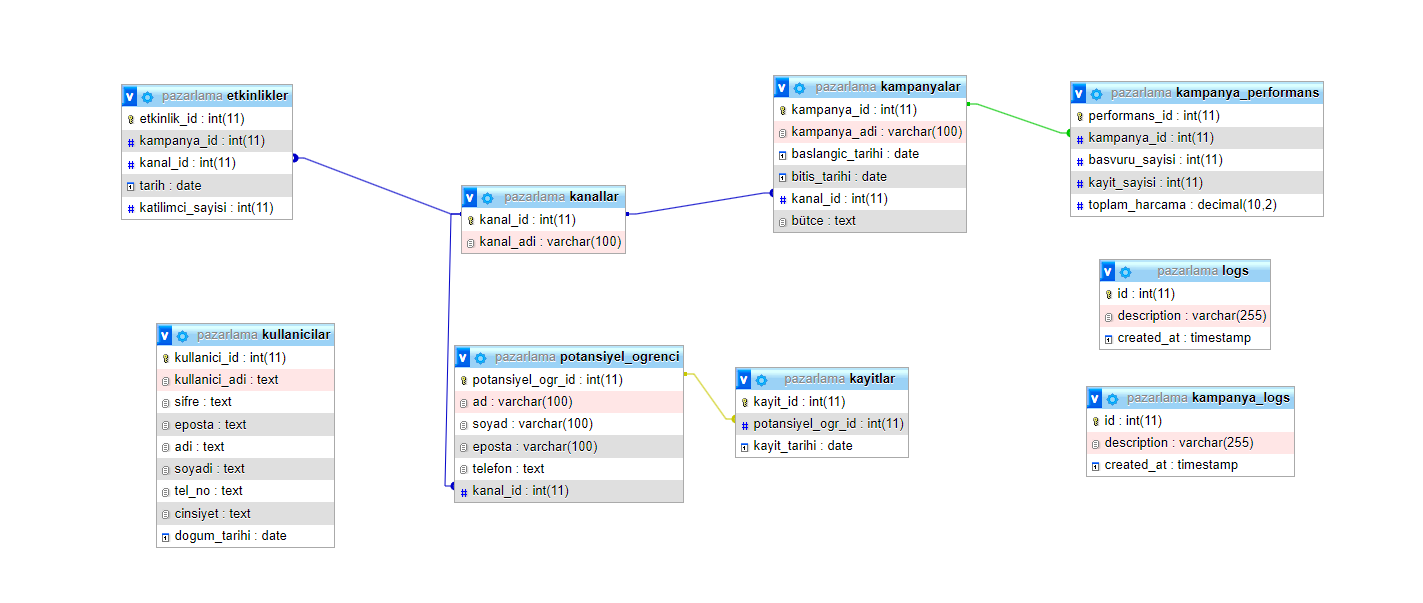 v pazarlama etkinlikler
etkinlik_id : int(11)
# kampanya_id : int(11)
# kanal_id : int(11)
tarih : date
# katilimci_sayisi : int(11)
v pazarlama kanallar
kanal_id : int(11)
kanal_adi : varchar(100)
v pazarlama kampanyalar
kampanya_id : int(11)
kampanya_adi : varchar(100)
baslangic_tarihi : date
bitis_tarihi : date
# kanal_id : int(11)
bütce : text
v pazarlama kampanya_performans
performans_id : int(11)
# kampanya_id : int(11)
# basvuru_sayisi : int(11)
# kayit_sayisi : int(11)
# toplam_harcama : decimal(10,2)
v pazarlama logs
id : int(11)
description : varchar(255)
created_at : timestamp
v pazarlama kullanicilar
kullanici_id : int(11)
kullanici_adi : text
sifre : text
eposta : text
adi : text
soyadi : text
tel_no : text
cinsiyet : text
dogum_tarihi : date
v pazarlama potansiyel_ogrenci
potansiyel_ogr_id : int(11)
ad : varchar(100)
soyad : varchar(100)
eposta : varchar(100)
telefon : text
# kanal_id : int(11)
v pazarlama kayitlar
kayit_id : int(11)
# potansiyel_ogr_id : int(11)
kayit_tarihi : date
v pazarlama kampanya_logs
id : int(11)
description : varchar(255)
created_at : timestamp